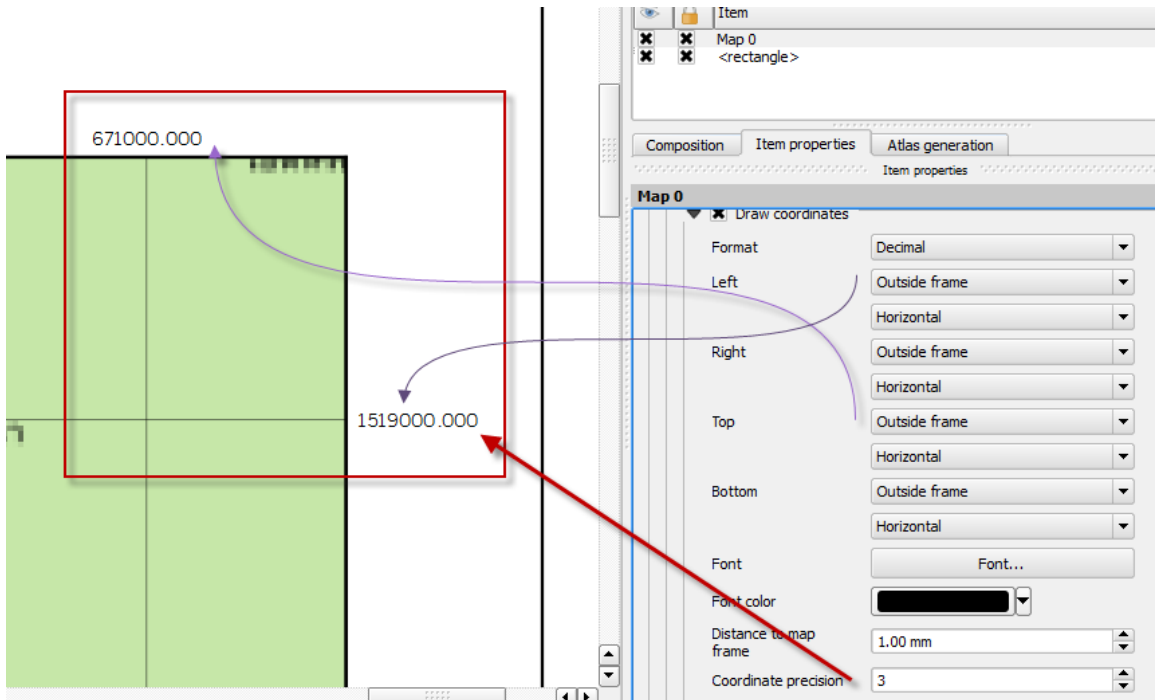 Item
Map 0
<rectangle>
671000.000
1519000.000
Composition
Item properties
Atlas generation
Item properties
Map 0
Draw coordinates
Format
Decimal
Left
Outside frame
Horizontal
Right
Outside frame
Horizontal
Top
Outside frame
Horizontal
Bottom
Outside frame
Horizontal
Font
Font...
Font color
Distance to map
frame
1.00 mm
Coordinate precision
3